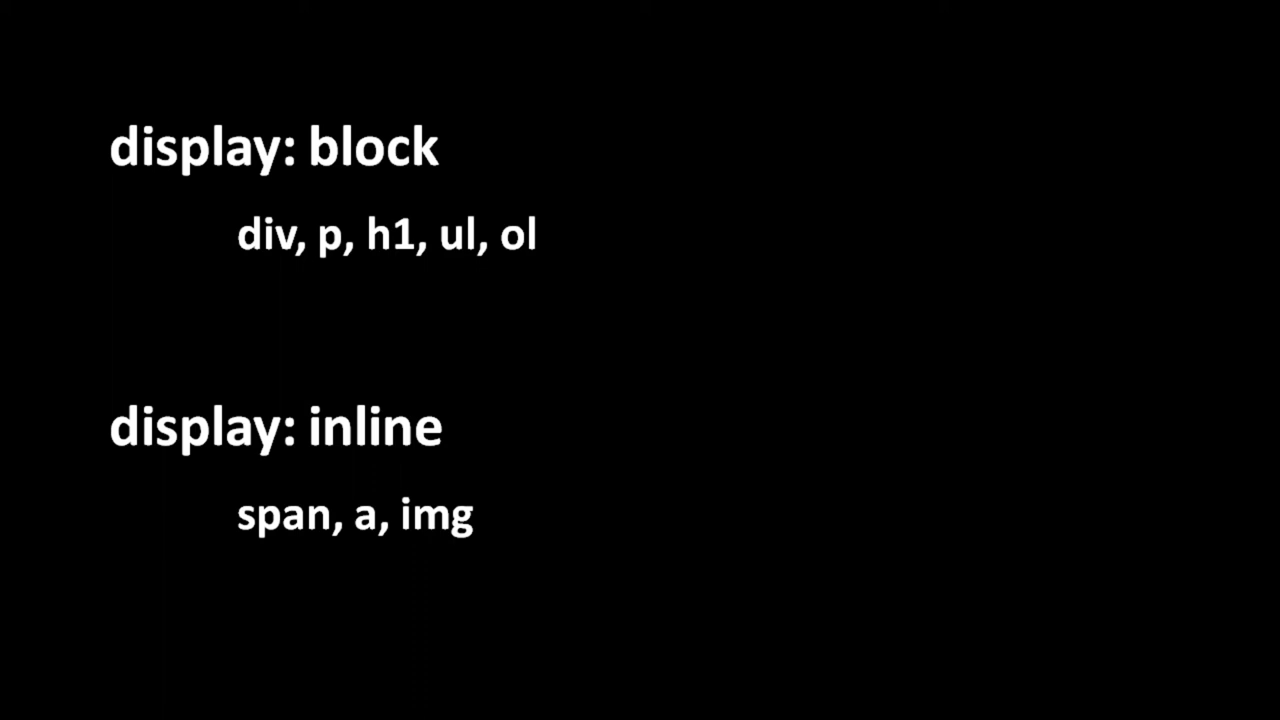 display: block
div, p, h1, ul, ol
display: inline
span, a, img